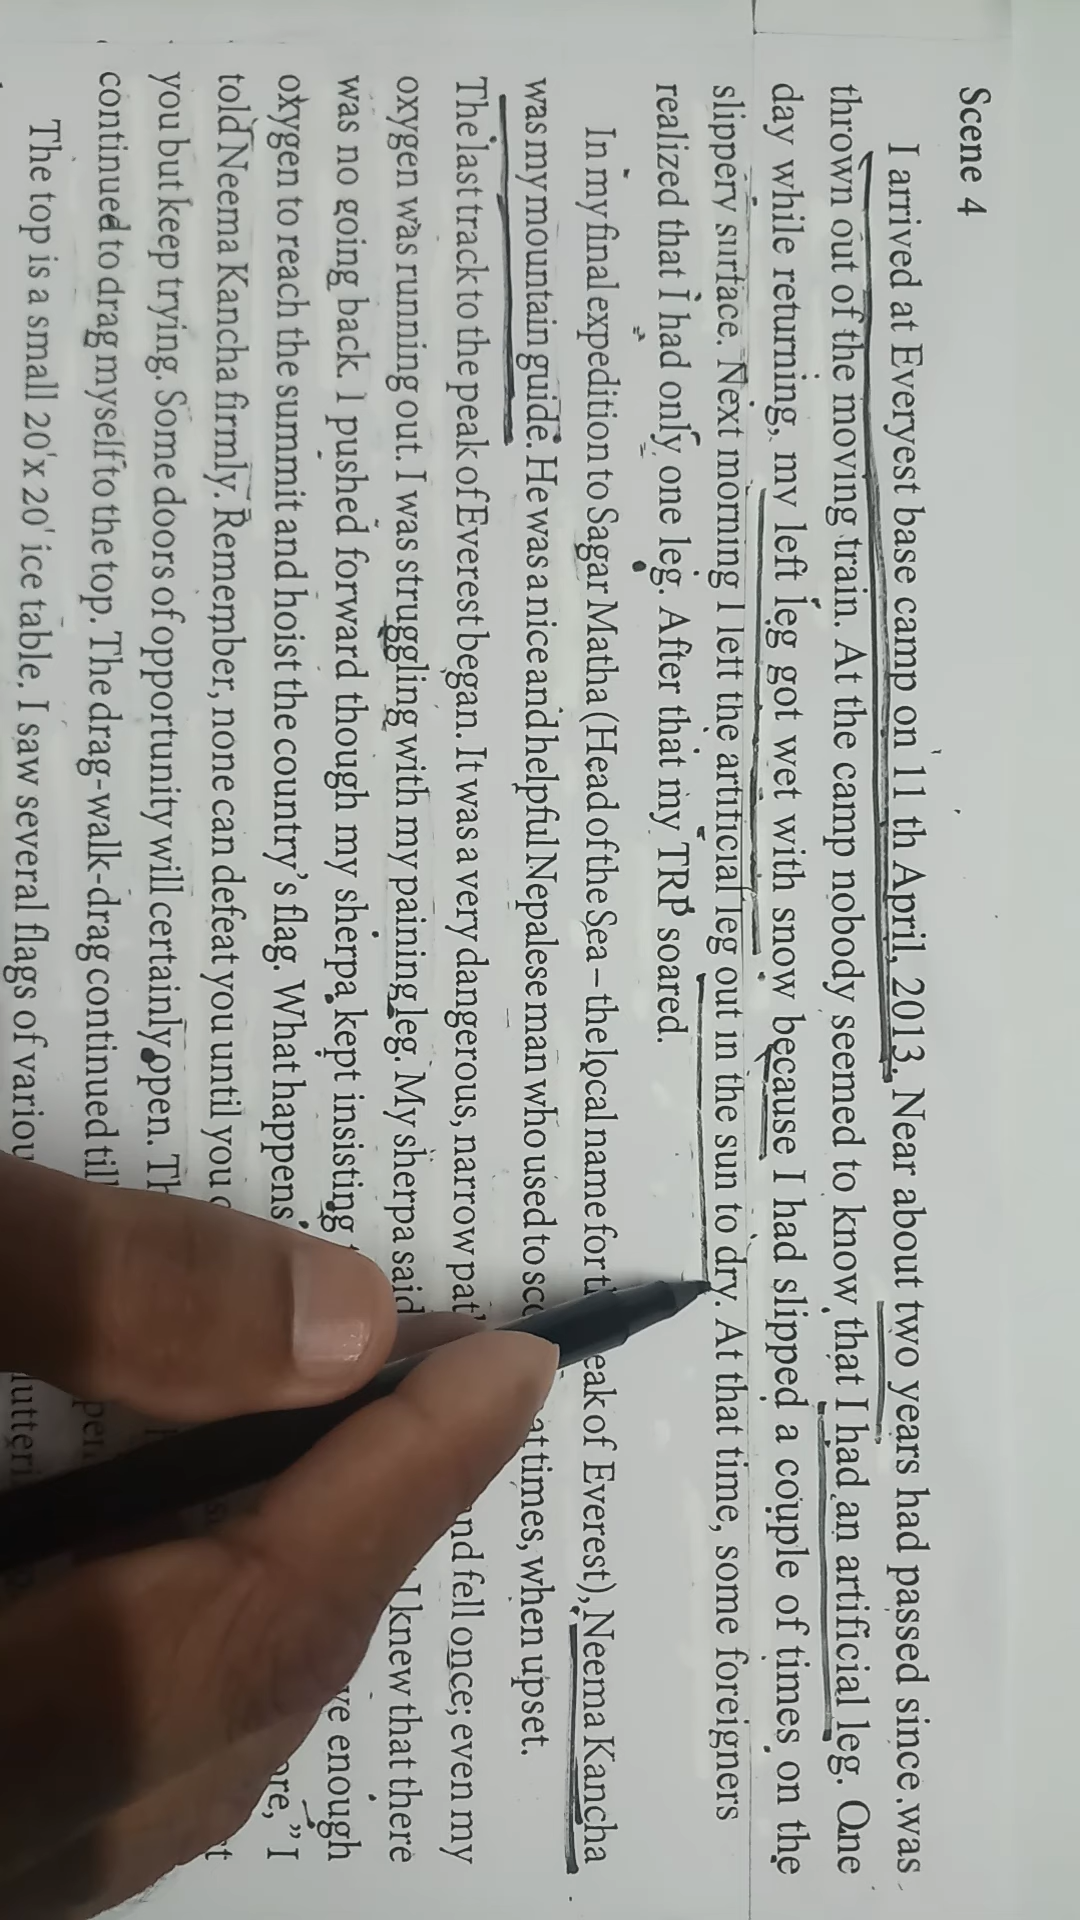 Scene 4
I arrived at Everyest base camp on 11 th April, 2013. Near about two years had passed since was
thrown out of the moving train. At the camp nobody seemed to know that I had an artificial leg. One
day while returning, my left leg got wet with snow because I had slipped a couple of times on the
slippery surface. Next morning I left the artificial leg out in the sun to dry. At that time, some foreigners
realized that I had only one leg. After that my TRP soared.
In my final expedition to Sagar Matha (Head of the Sea – the local name for eak of Everest), Neema Kancha
was my mountain guide. He was a nice and helpful Nepalese man who used to at times, when upset.
The last track to the peak of Everest began. It was a very dangerous, narrow and fell once; even my
oxygen was running out. I was struggling with my paining leg. My sherpa said I knew that there
was no going back. I pushed forward though my sherpa kept insisting enough
oxygen to reach the summit and hoist the country's flag. What happens ” I
told Neema Kancha firmly. Remember, none can defeat you until you
you but keep trying. Some doors of opportunity will certainly open.
continued to drag myself to the top. The drag-walk-drag continued till
The top is a small 20'x 20' ice table. I saw several flags of